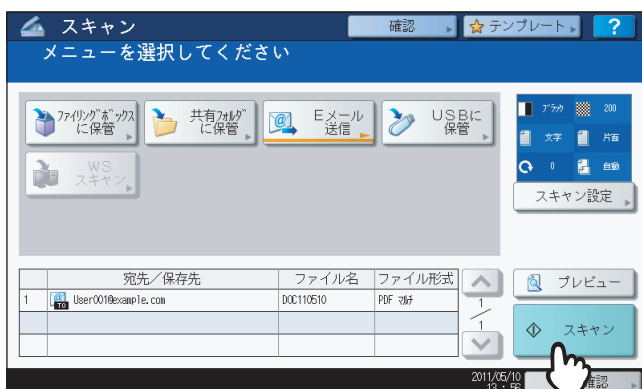 スキャン
確認
テンプレート
?
メニューを選択してください
ファイリングボックス
に保管
共有フォルダ
に保管
Eメール
送信
USBに
保管
WS
スキャン
ブラック
200
文字
片面
0
自動
スキャン設定
宛先/保存先
ファイル名
ファイル形式
1
TO
User001@example.com
DOC110510
PDF マルチ
1
1
プレビュー
スキャン
2011/05/10
13:56
確認